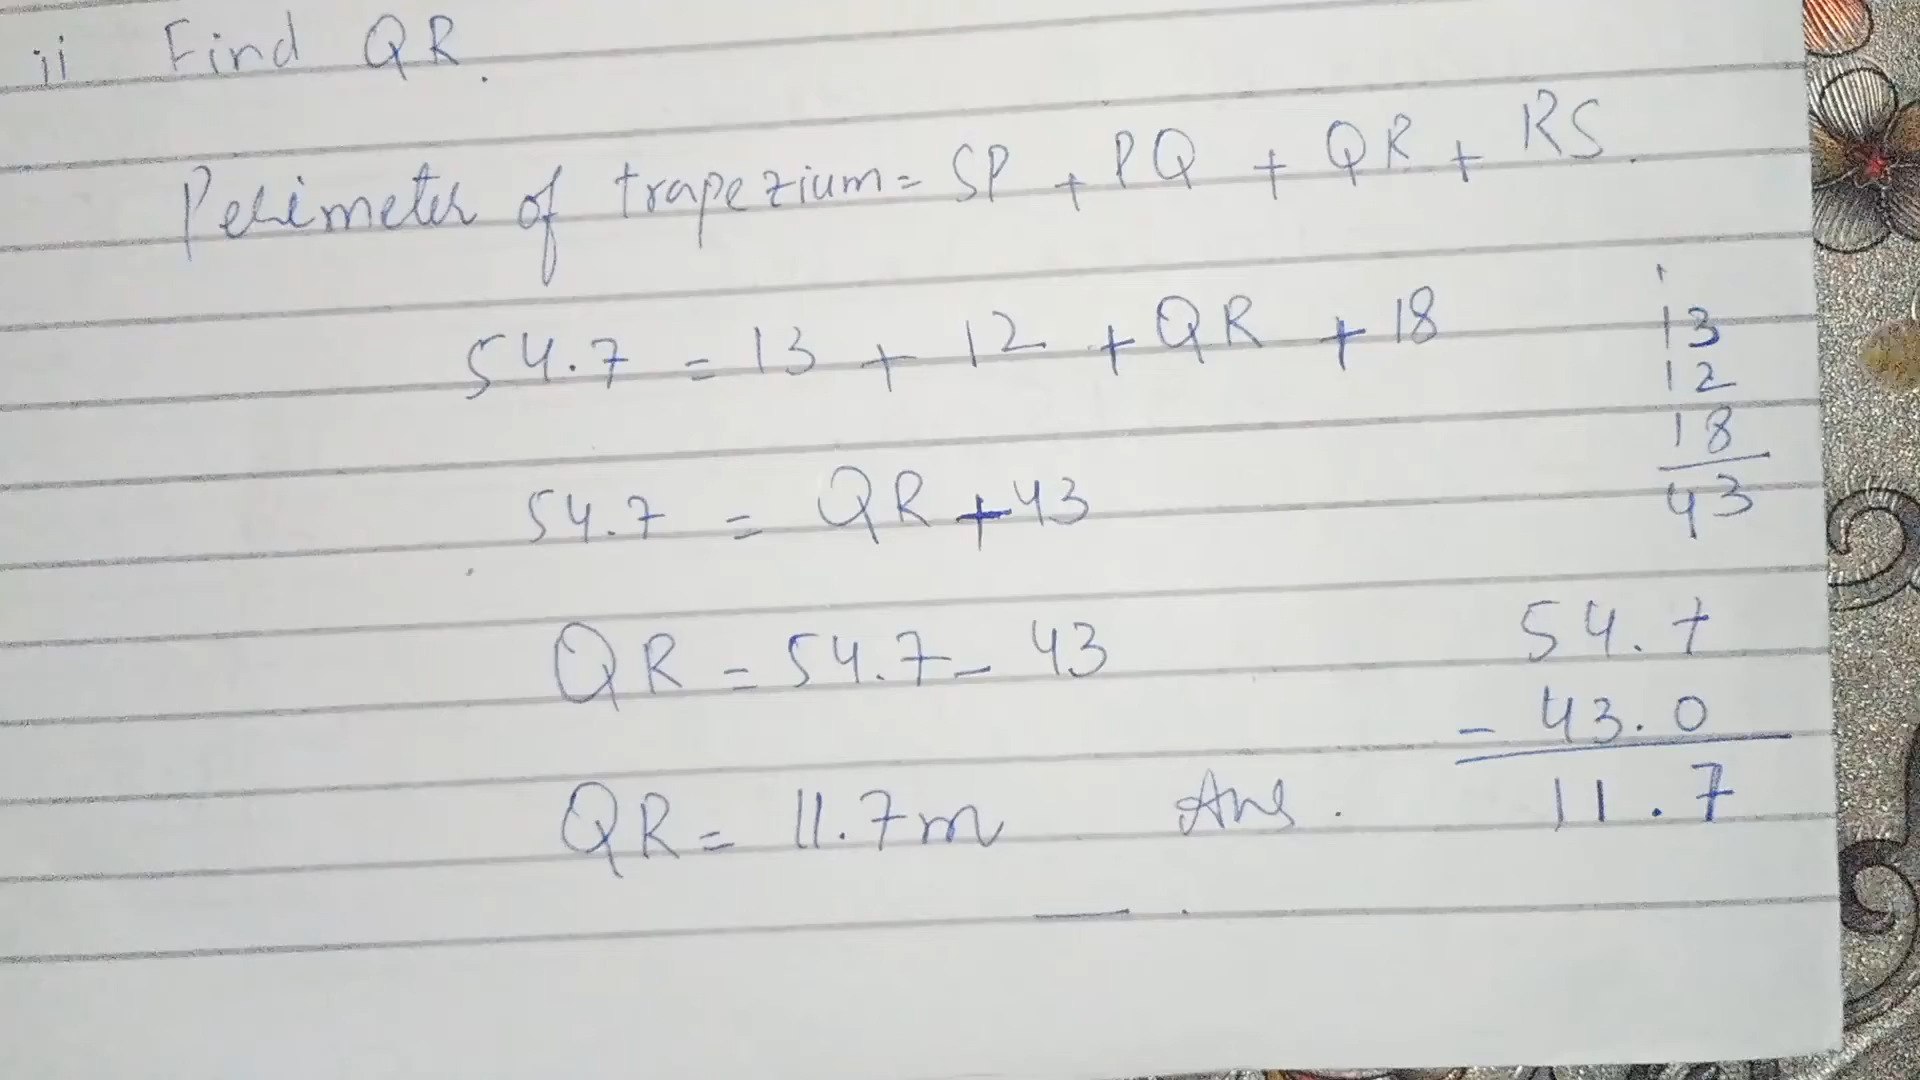 ii Find QR.
Perimeter of trapezium = SP + PQ + QR + RS.
54.7 = 13 + 12 + QR + 18
13
12
18
43
54.7 = QR + 43
QR = 54.7 - 43
54.7
- 43.0
11.7
QR = 11.7m Ans.